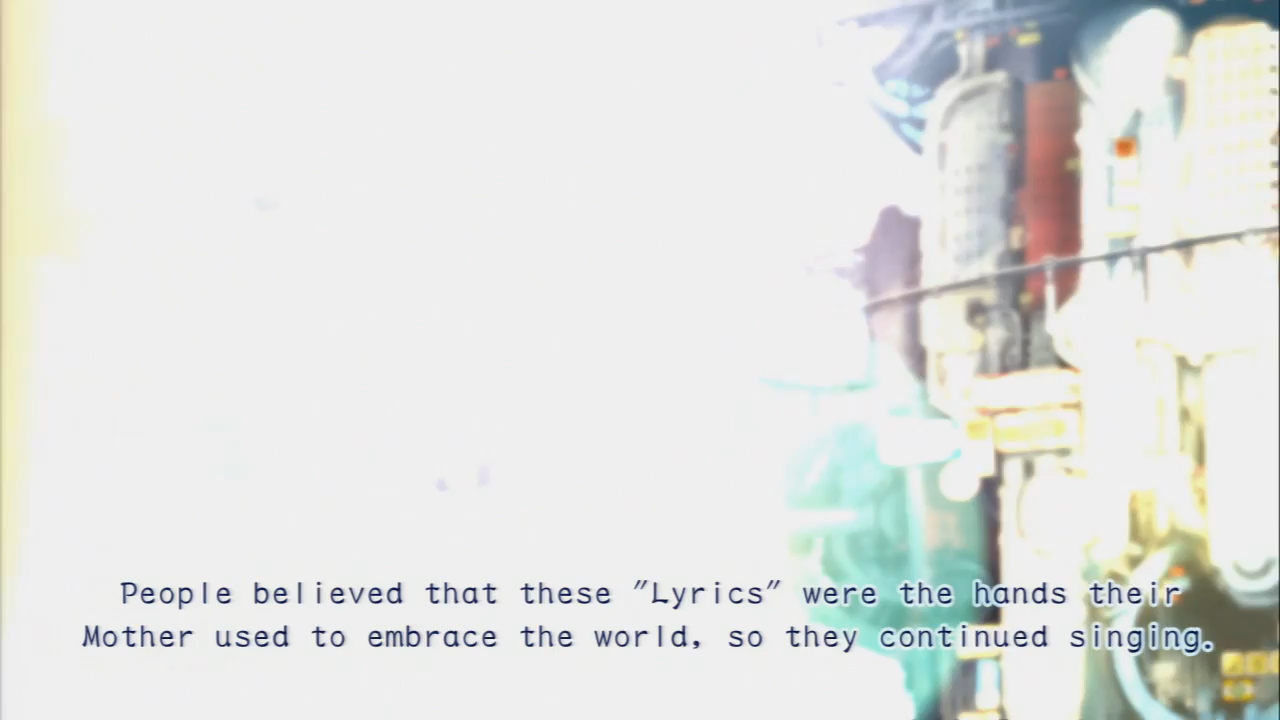 People believed that these "Lyrics" were the hands their
Mother used to embrace the world, so they continued singing.